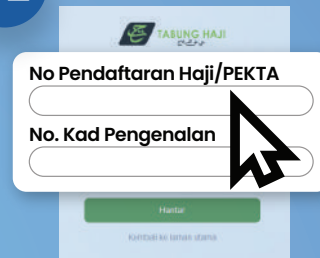 TABUNG HAJI
No Pendaftaran Haji/PEKTA
No. Kad Pengenalan
Hantar
Kembali ke laman utama